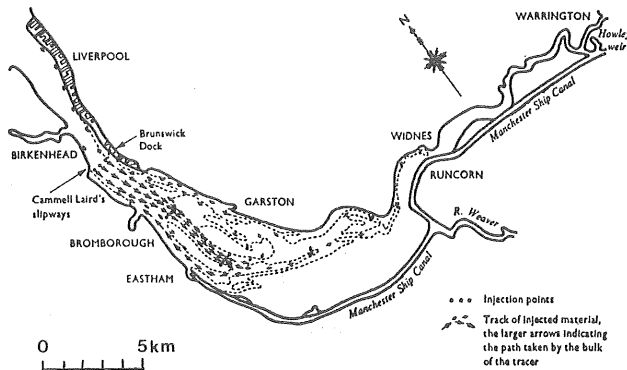 WARRINGTON
Howley
weir
N
LIVERPOOL
Manchester Ship Canal
Brunswick
Dock
WIDNES
BIRKENHEAD
RUNCORN
Cammell Laird's
slipways
GARSTON
R. Weaver
BROMBOROUGH
EASTHAM
Manchester Ship Canal
Injection points
Track of injected material,
the larger arrows indicating
the path taken by the bulk
of the tracer
0 5km